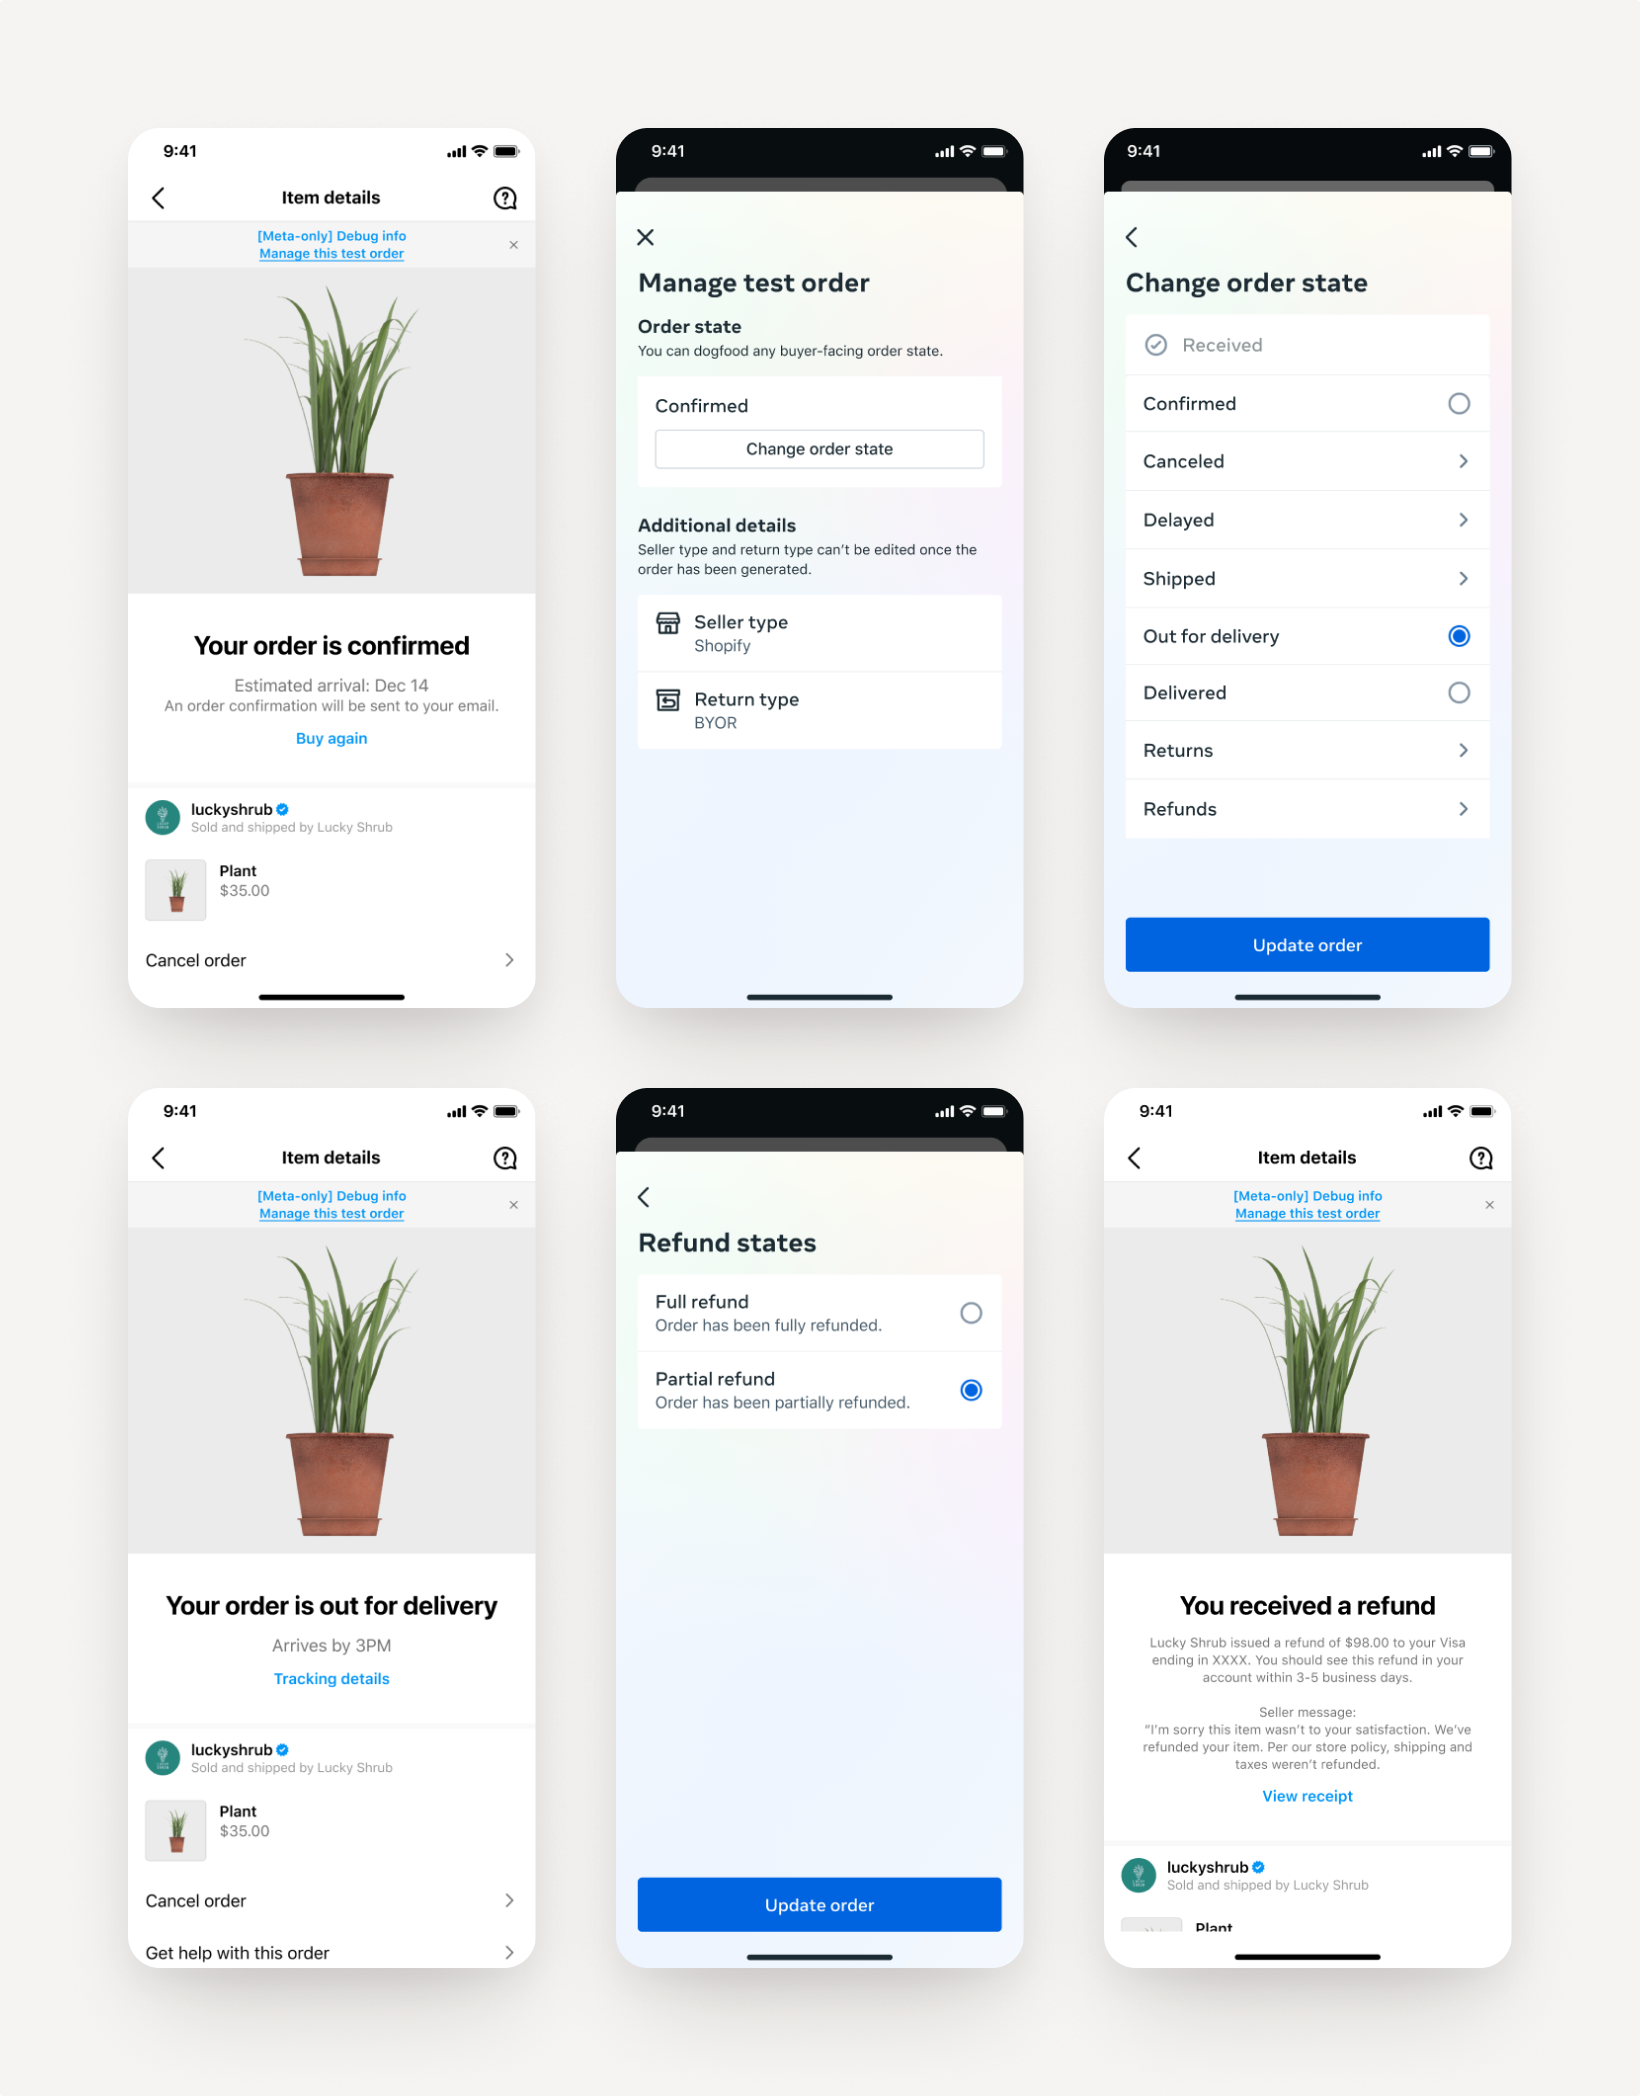 9:41
Item details
[Meta-only] Debug info
Manage this test order
Your order is confirmed
Estimated arrival: Dec 14
An order confirmation will be sent to your email.
Buy again
luckyshrub
Sold and shipped by Lucky Shrub
Plant
$35.00
Cancel order
9:41
Manage test order
Order state
You can dogfood any buyer-facing order state.
Confirmed
Change order state
Additional details
Seller type and return type can’t be edited once the
order has been generated.
Seller type
Shopify
Return type
BYOR
9:41
Change order state
Received
Confirmed
Canceled
Delayed
Shipped
Out for delivery
Delivered
Returns
Refunds
Update order
9:41
Item details
[Meta-only] Debug info
Manage this test order
Your order is out for delivery
Arrives by 3PM
Tracking details
luckyshrub
Sold and shipped by Lucky Shrub
Plant
$35.00
Cancel order
Get help with this order
9:41
Refund states
Full refund
Order has been fully refunded.
Partial refund
Order has been partially refunded.
Update order
9:41
Item details
[Meta-only] Debug info
Manage this test order
You received a refund
Lucky Shrub issued a refund of $98.00 to your Visa
ending in XXXX. You should see this refund in your
account within 3-5 business days.
Seller message:
“I’m sorry this item wasn’t to your satisfaction. We’ve
refunded your item. Per our store policy, shipping and
taxes weren’t refunded.
View receipt
luckyshrub
Sold and shipped by Lucky Shrub
Plant